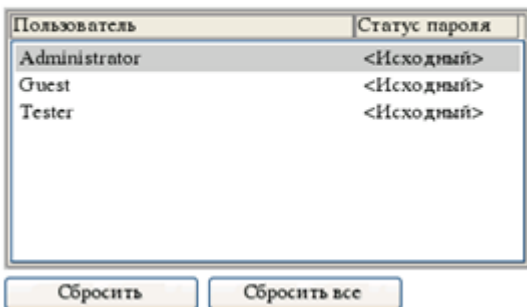 Пользователь Статус пароля
Administrator <Исходный>
Guest <Исходный>
Tester <Исходный>
Сбросить Сбросить все